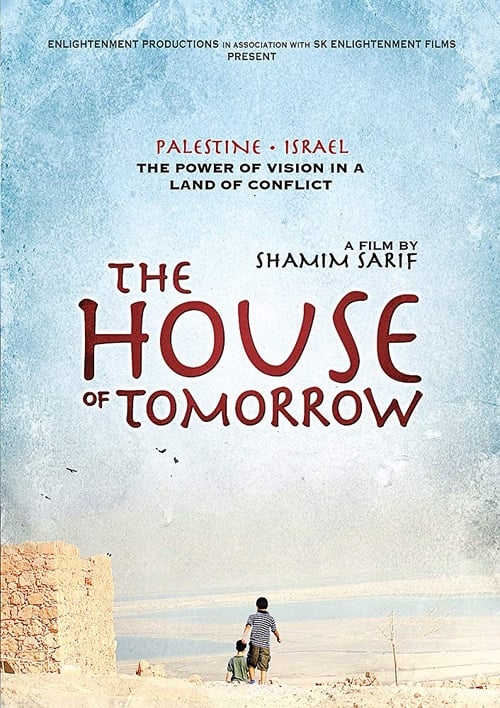 ENLIGHTENMENT PRODUCTIONS IN ASSOCIATION WITH SK ENLIGHTENMENT FILMS
PRESENT
PALESTINE • ISRAEL
THE POWER OF VISION IN A
LAND OF CONFLICT
A FILM BY
SHAMIM SARIF
THE
HOUSE
OF TOMORROW